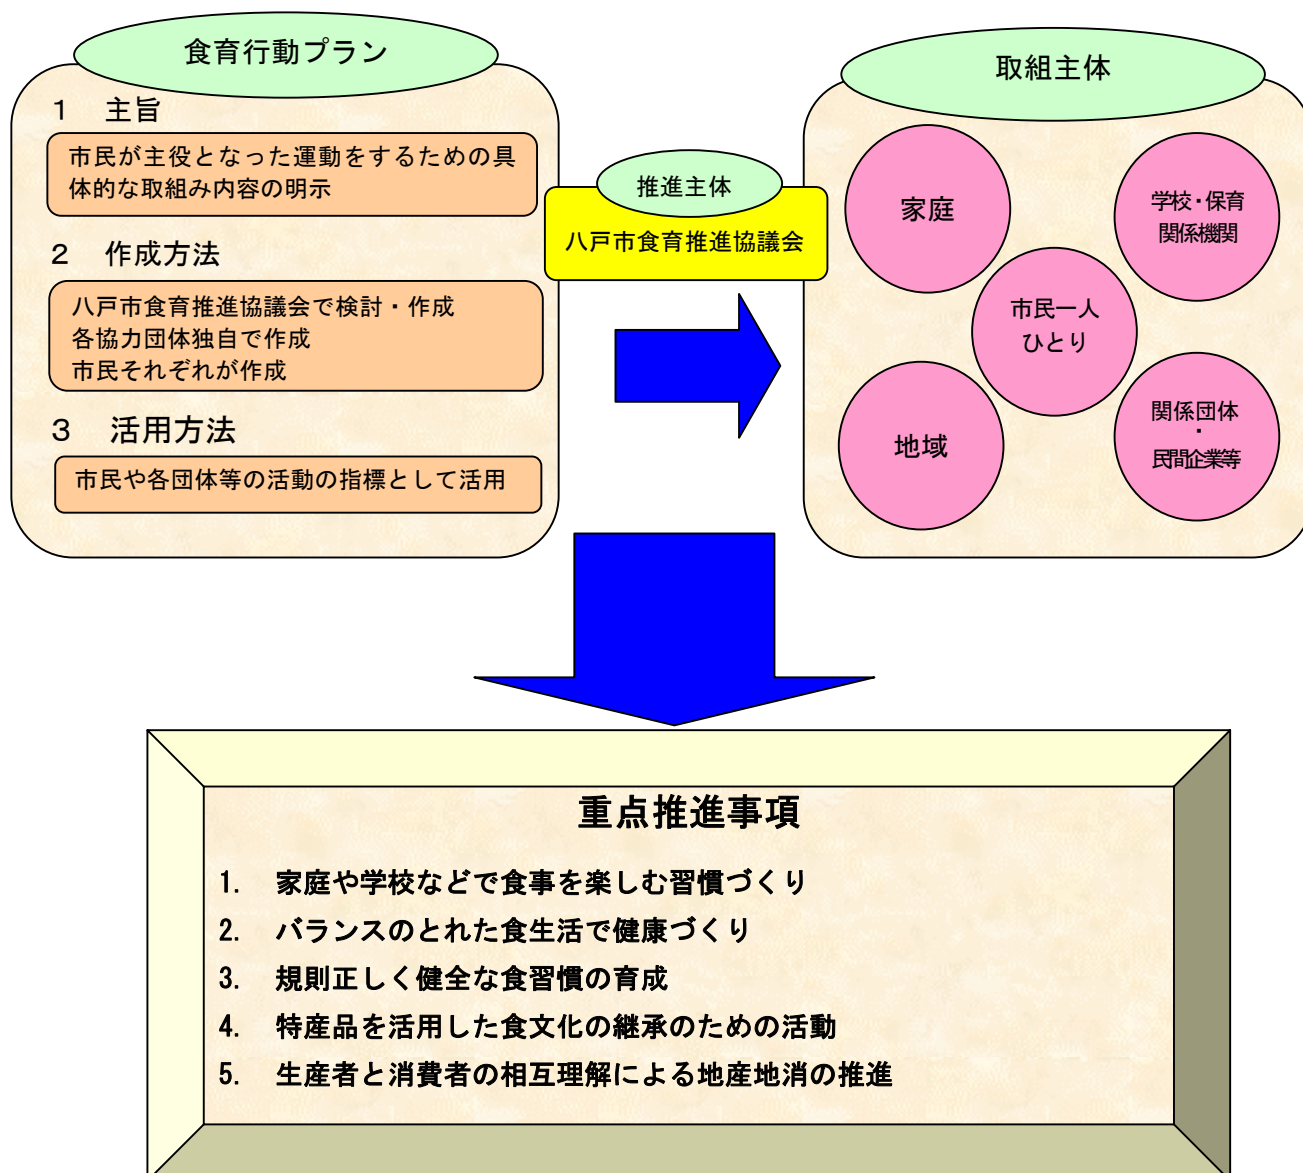 食育行動プラン
1 主旨
市民が主役となった運動をするための具
体的な取組み内容の明示
2 作成方法
八戸市食育推進協議会で検討・作成
各協力団体独自で作成
市民それぞれが作成
3 活用方法
市民や各団体等の活動の指標として活用
推進主体
八戸市食育推進協議会
取組主体
家庭
学校・保育
関係機関
市民一人
ひとり
地域
関係団体
・
民間企業等
重点推進事項
1. 家庭や学校などで食事を楽しむ習慣づくり
2. バランスのとれた食生活で健康づくり
3. 規則正しく健全な食習慣の育成
4. 特産品を活用した食文化の継承のための活動
5. 生産者と消費者の相互理解による地産地消の推進